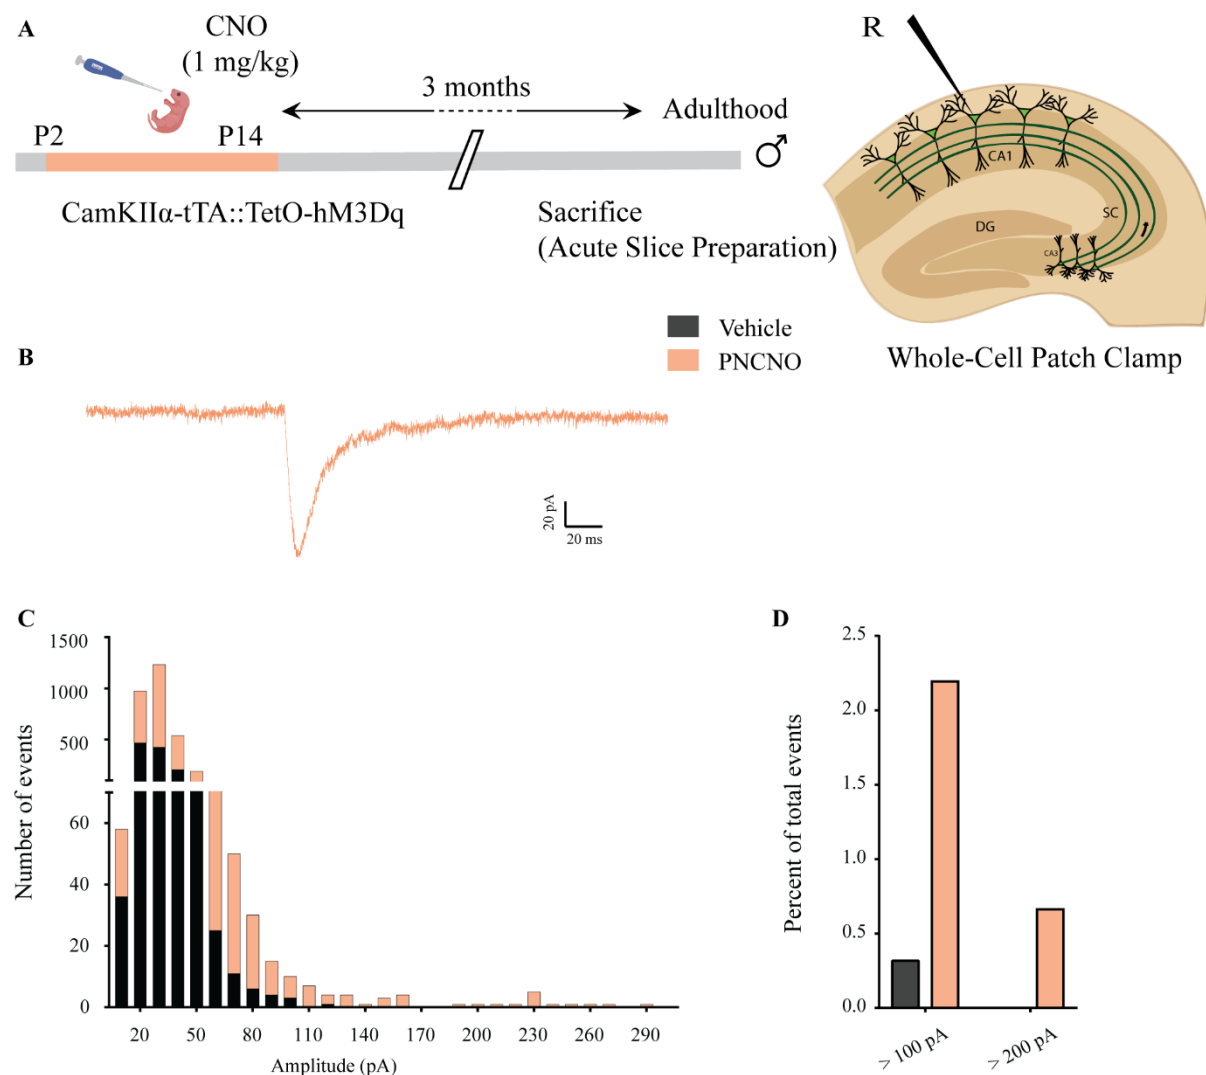 A
CNO
(1 mg/kg)
P2
P14
3 months
Adulthood
♂
CamKIIα-tTA::TetO-hM3Dq
Sacrifice
(Acute Slice Preparation)
R
CA1
DG
SC
CA3
Whole-Cell Patch Clamp
Vehicle
PNCNO
B
20 pA
20 ms
C
Number of events
1500
1000
500
60
40
20
0
20 50 80 110 140 170 200 230 260 290
Amplitude (pA)
D
Percent of total events
2.5
2.0
1.5
1.0
0.5
0.0
> 100 pA
> 200 pA